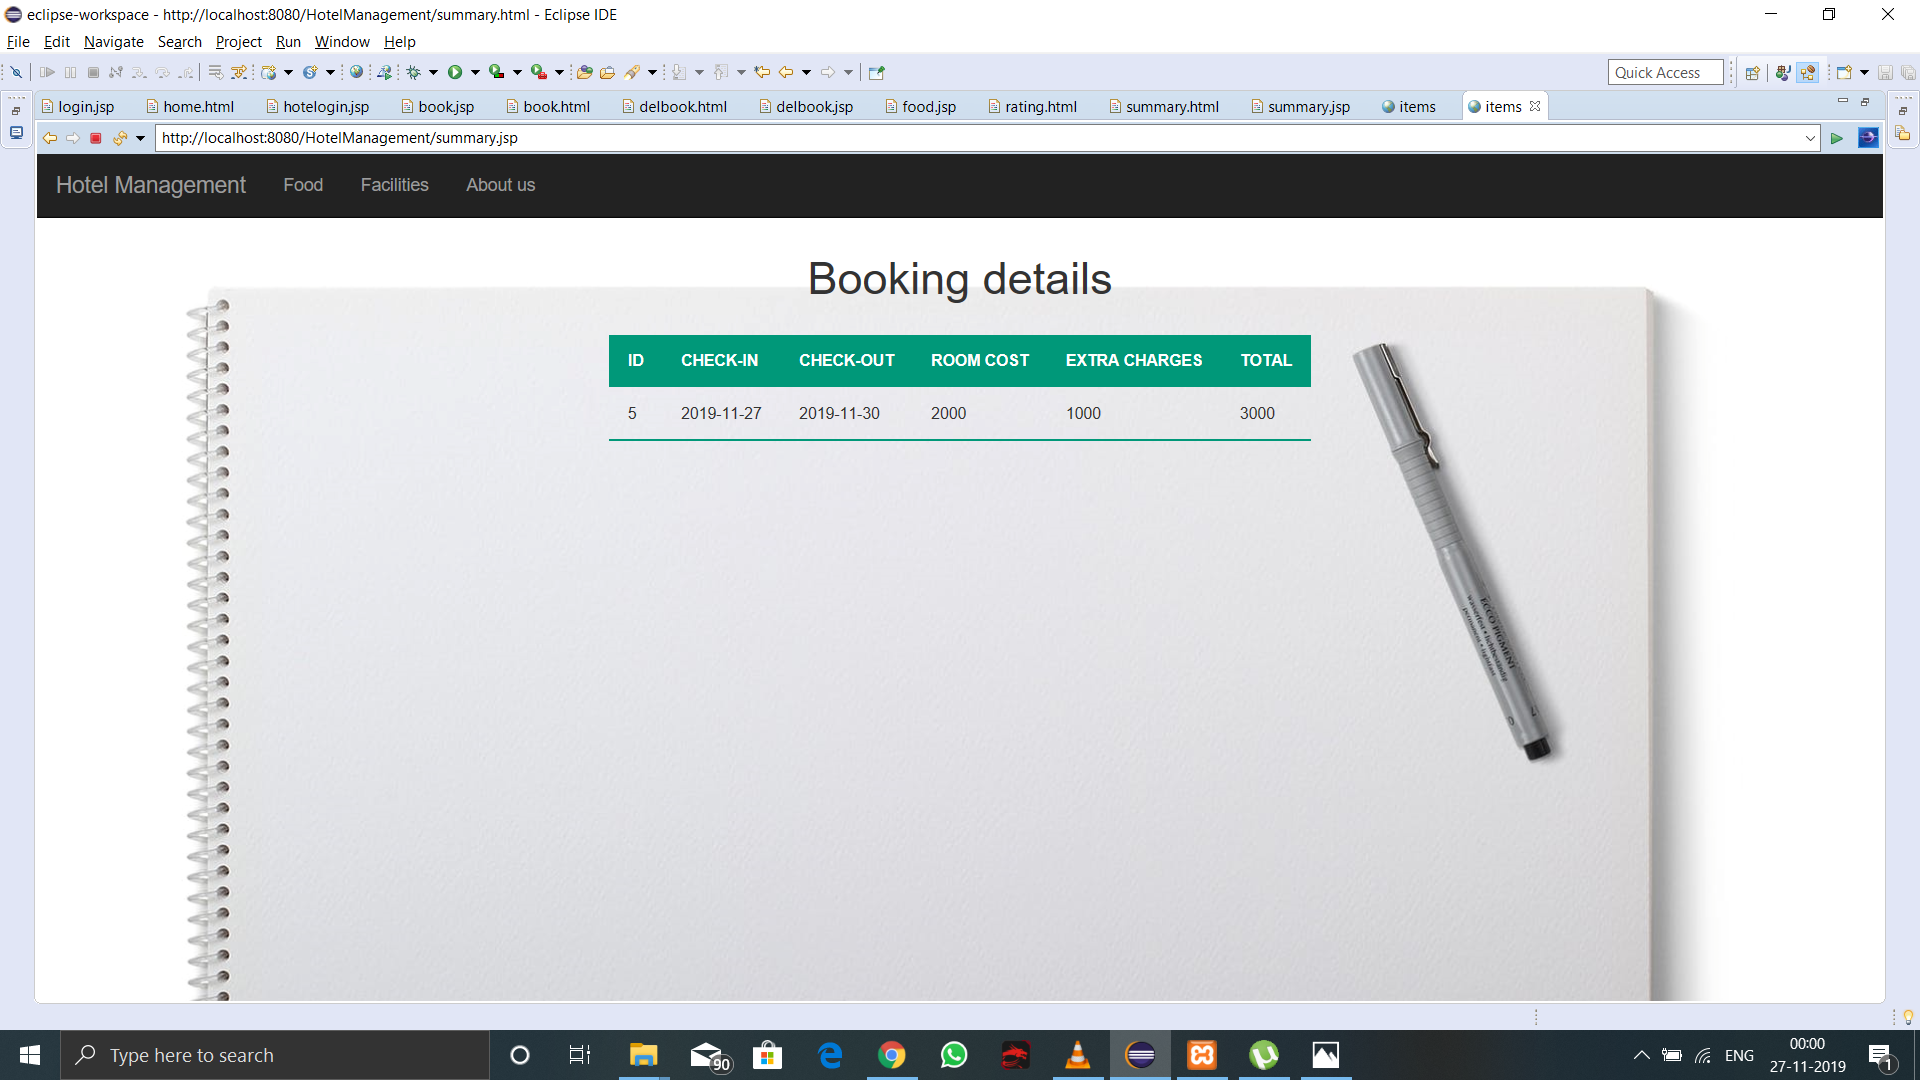 eclipse-workspace - http://localhost:8080/HotelManagement/summary.html - Eclipse IDE
File Edit Navigate Search Project Run Window Help
Quick Access
login.jsp home.html hotelogin.jsp book.jsp book.html delbook.html delbook.jsp food.jsp rating.html summary.html summary.jsp items items
http://localhost:8080/HotelManagement/summary.jsp
Hotel Management Food Facilities About us
Booking details
ID CHECK-IN CHECK-OUT ROOM COST EXTRA CHARGES TOTAL
5 2019-11-27 2019-11-30 2000 1000 3000
ECCO PIGMENT
Type here to search
90
ENG
00:00
27-11-2019
1